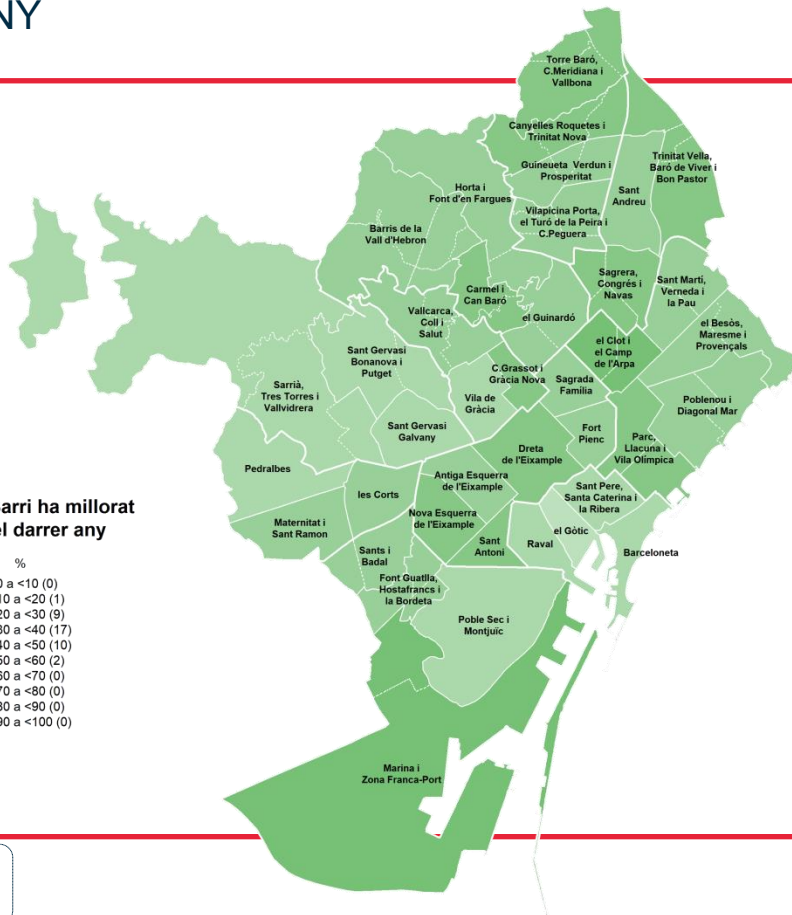 NY
Torre Baró,
C.Meridiana i
Vallbona
Canyelles Roquetes i
Trinitat Nova
Guineueta Verdun i
Prosperitat
Trinitat Vella,
Baró de Viver i
Bon Pastor
Sant
Andreu
Horta i
Font d'en Fargues
Vilapicina Porta,
el Turó de la Peira i
C.Peguera
Barris de la
Vall d'Hebron
Carmel i
Can Baró
Sagrera,
Congrés i
Navas
Sant Martí,
Verneda i
la Pau
Vallcarca,
Coll i
Salut
el Guinardó
el Besòs,
Maresme i
Provençals
Sant Gervasi
Bonanova i
Putget
el Clot i
el Camp
de l'Arpa
C.Grassot i
Gràcia Nova
Sagrada
Família
Sarrià,
Tres Torres i
Vallvidrera
Vila de
Gràcia
Poblenou i
Diagonal Mar
Sant Gervasi
Galvany
Fort
Pienc
Parc,
Llacuna i
Vila Olímpica
Dreta
de l'Eixample
Pedralbes
Antiga Esquerra
de l'Eixample
Sant Pere,
Santa Caterina i
la Ribera
les Corts
Nova Esquerra
de l'Eixample
Maternitat i
Sant Ramon
el Gòtic
Sant
Antoni
Raval
Barceloneta
Sants i
Badal
Font Guatlla,
Hostafrancs i
la Bordeta
Poble Sec i
Montjuïc
Marina i
Zona Franca-Port
arri ha millorat
el darrer any
%
0 a <10 (0)
10 a <20 (1)
20 a <30 (9)
30 a <40 (17)
40 a <50 (10)
50 a <60 (2)
60 a <70 (0)
70 a <80 (0)
80 a <90 (0)
90 a <100 (0)